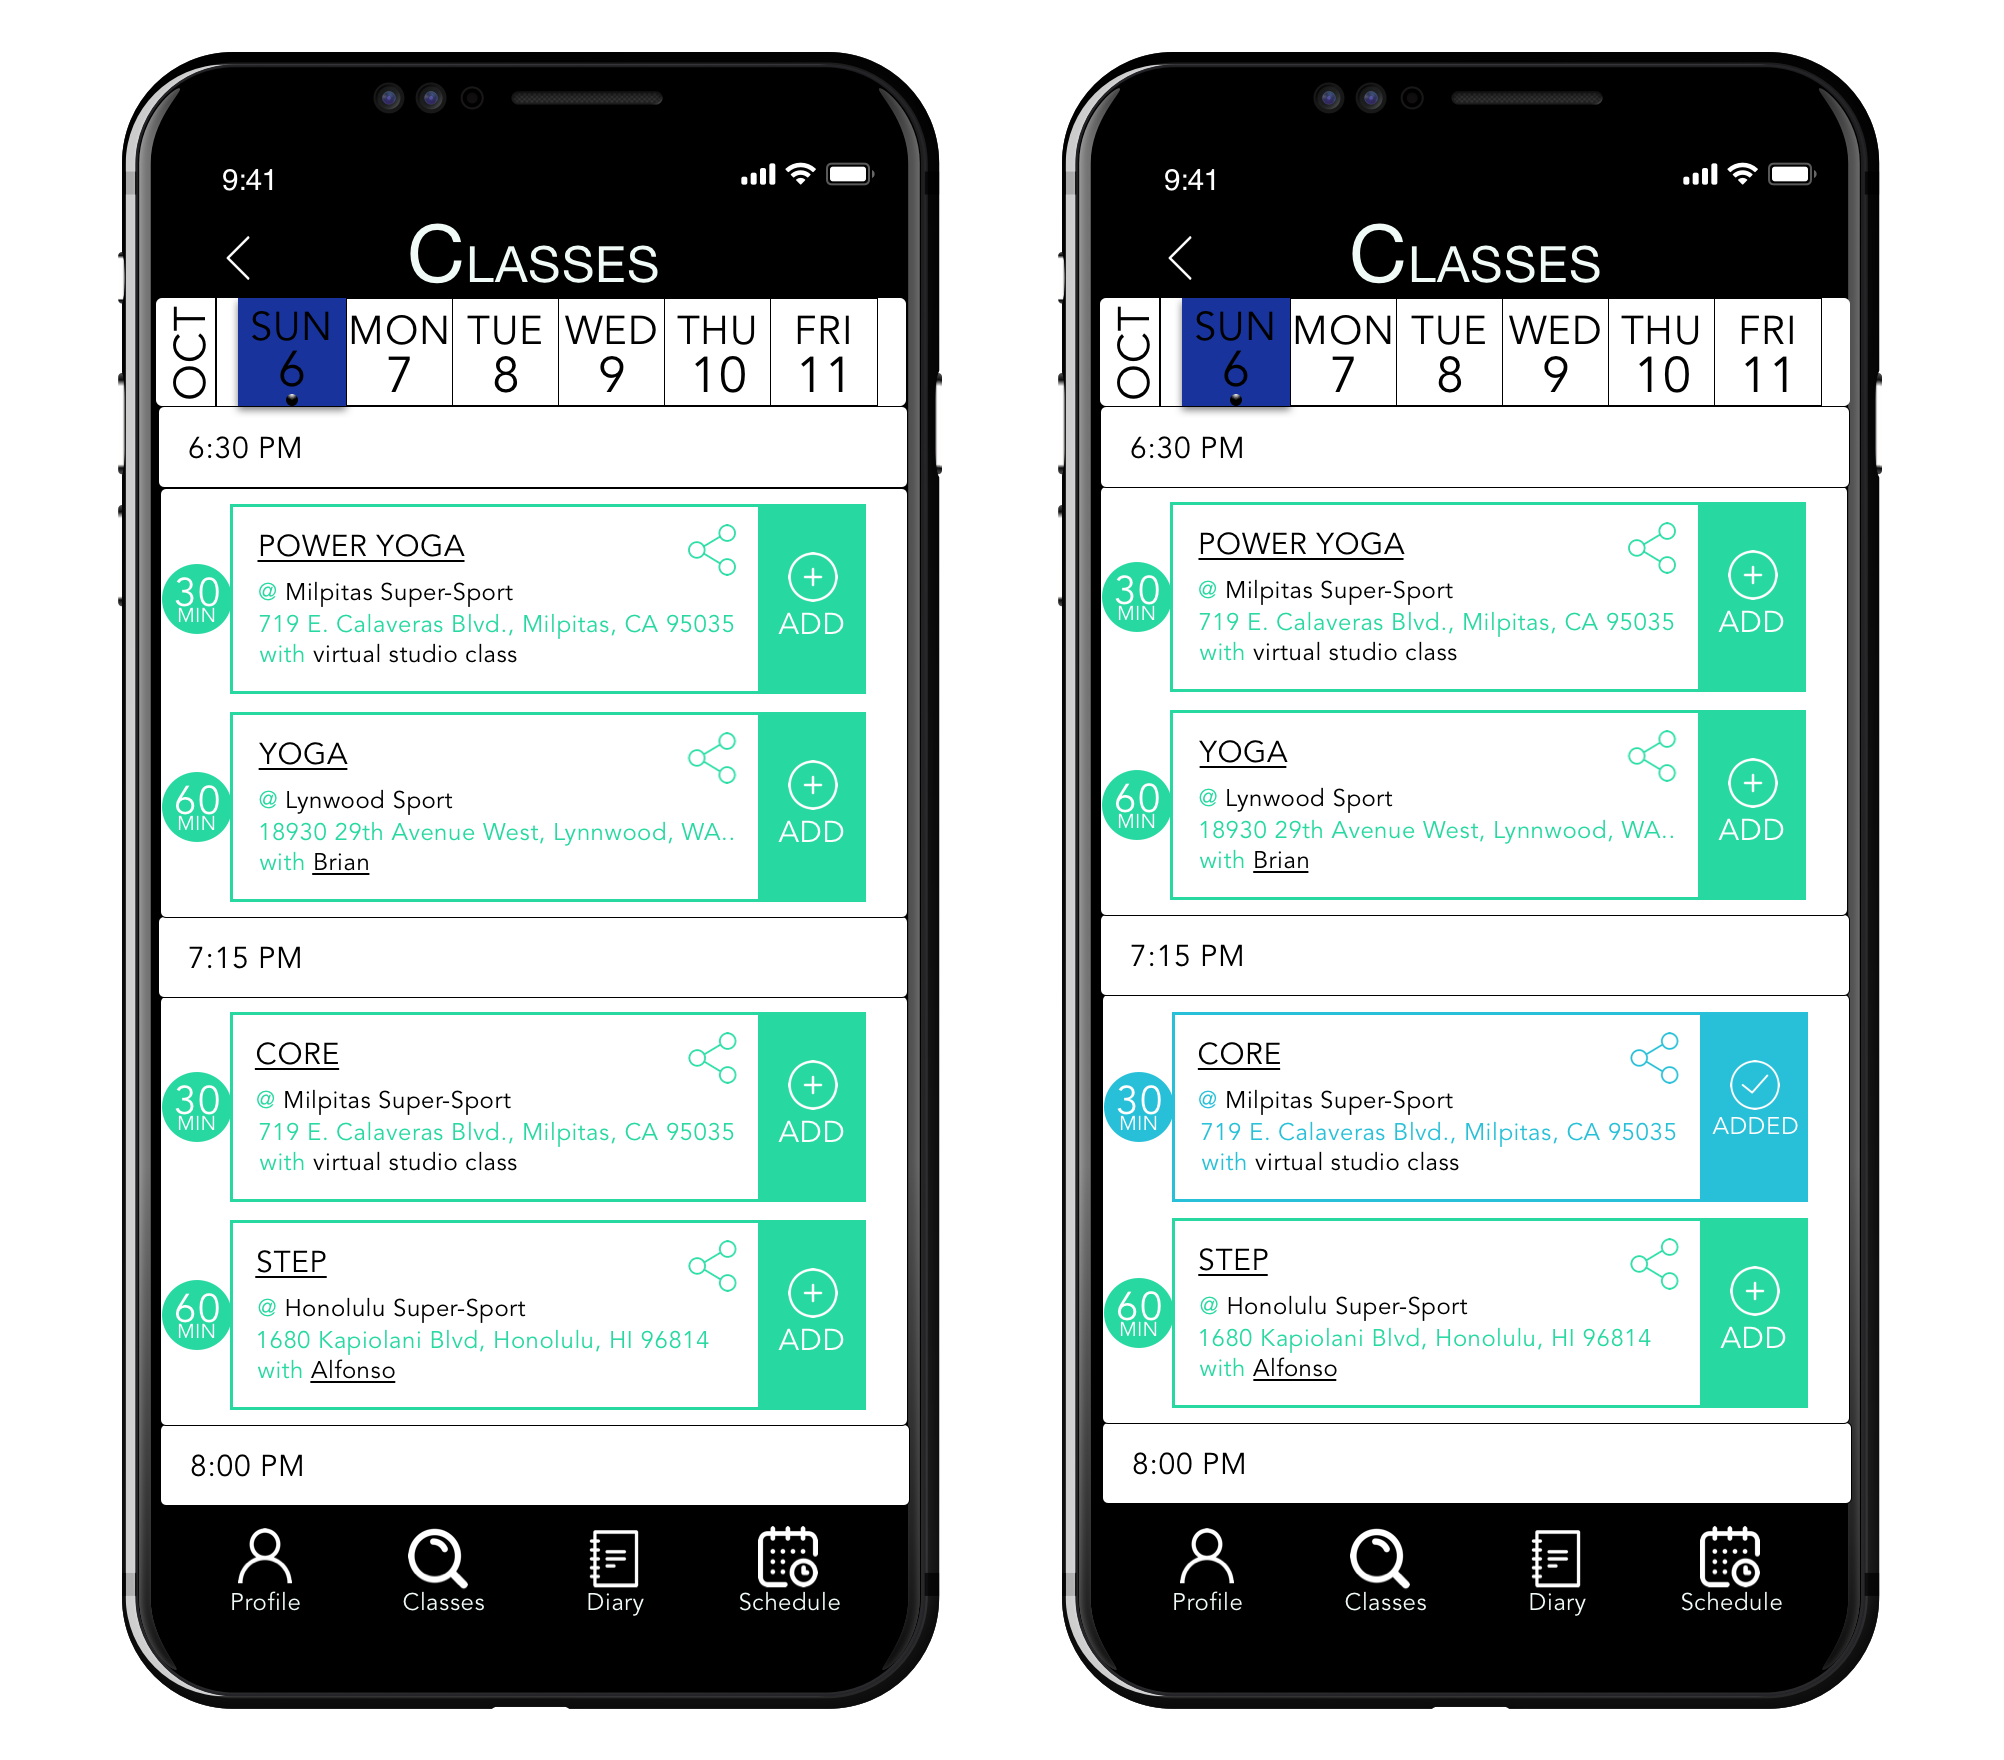 9:41
CLASSES
OCT
SUN 6
MON 7
TUE 8
WED 9
THU 10
FRI 11
6:30 PM
30 MIN
POWER YOGA
@ Milpitas Super-Sport
719 E. Calaveras Blvd., Milpitas, CA 95035
with virtual studio class
ADD
60 MIN
YOGA
@ Lynwood Sport
18930 29th Avenue West, Lynnwood, WA..
with Brian
ADD
7:15 PM
30 MIN
CORE
@ Milpitas Super-Sport
719 E. Calaveras Blvd., Milpitas, CA 95035
with virtual studio class
ADD
60 MIN
STEP
@ Honolulu Super-Sport
1680 Kapiolani Blvd, Honolulu, HI 96814
with Alfonso
ADD
8:00 PM
Profile
Classes
Diary
Schedule
9:41
CLASSES
OCT
SUN 6
MON 7
TUE 8
WED 9
THU 10
FRI 11
6:30 PM
30 MIN
POWER YOGA
@ Milpitas Super-Sport
719 E. Calaveras Blvd., Milpitas, CA 95035
with virtual studio class
ADD
60 MIN
YOGA
@ Lynwood Sport
18930 29th Avenue West, Lynnwood, WA..
with Brian
ADD
7:15 PM
30 MIN
CORE
@ Milpitas Super-Sport
719 E. Calaveras Blvd., Milpitas, CA 95035
with virtual studio class
ADDED
60 MIN
STEP
@ Honolulu Super-Sport
1680 Kapiolani Blvd, Honolulu, HI 96814
with Alfonso
ADD
8:00 PM
Profile
Classes
Diary
Schedule